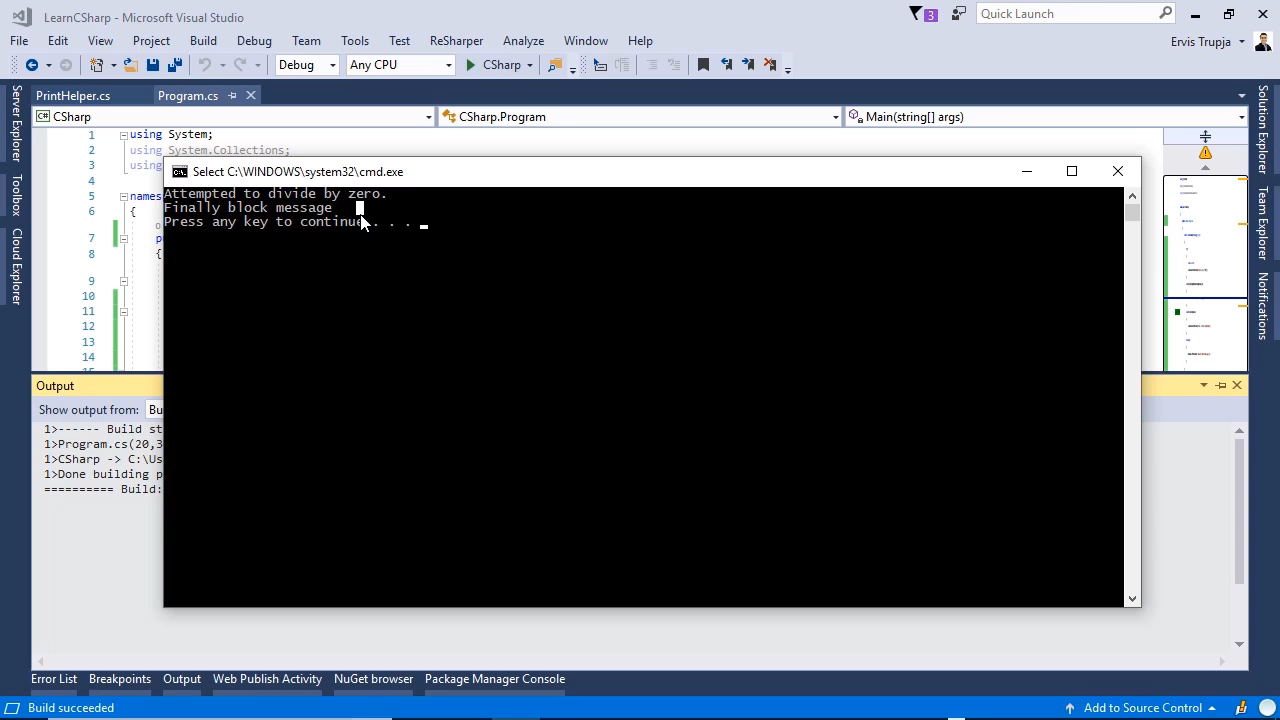 LearnCSharp - Microsoft Visual Studio
3
Quick Launch
File Edit View Project Build Debug Team Tools Test ReSharper Analyze Window Help
Ervis Trupja
Debug Any CPU CSharp
PrintHelper.cs Program.cs
CSharp CSharp.Program Main(string[] args)
Server Explorer
Toolbox
Cloud Explorer
Solution Explorer
Team Explorer
Notifications
1 using System;
2 using System.Collections;
3 using
4
5 names
6 {
7
8 {
9
10
11
12
13
14
Select C:\WINDOWS\system32\cmd.exe
Attempted to divide by zero.
Finally block message
Press any key to continue . . .
Output
Show output from: Bu
1>------ Build st
1>Program.cs(20,3
1>CSharp -> C:\Us
1>Done building p
========== Build:
Error List Breakpoints Output Web Publish Activity NuGet browser Package Manager Console
Build succeeded
Add to Source Control